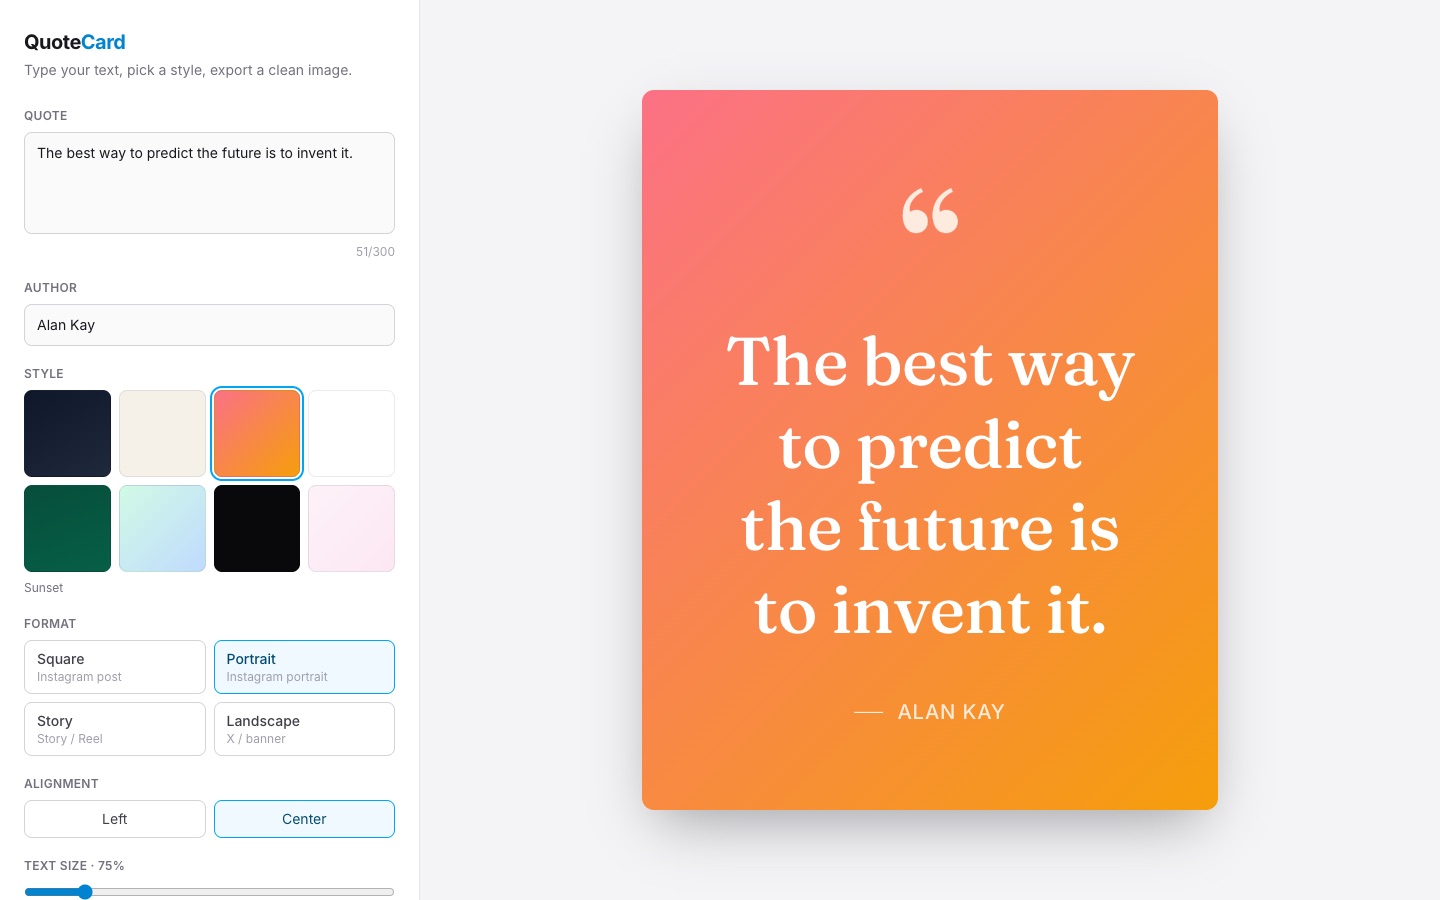 QuoteCard
Type your text, pick a style, export a clean image.
QUOTE
The best way to predict the future is to invent it.
51/300
AUTHOR
Alan Kay
STYLE
Sunset
FORMAT
Square
Instagram post
Portrait
Instagram portrait
Story
Story / Reel
Landscape
X / banner
ALIGNMENT
Left
Center
TEXT SIZE · 75%
“
The best way
to predict
the future is
to invent it.
— ALAN KAY